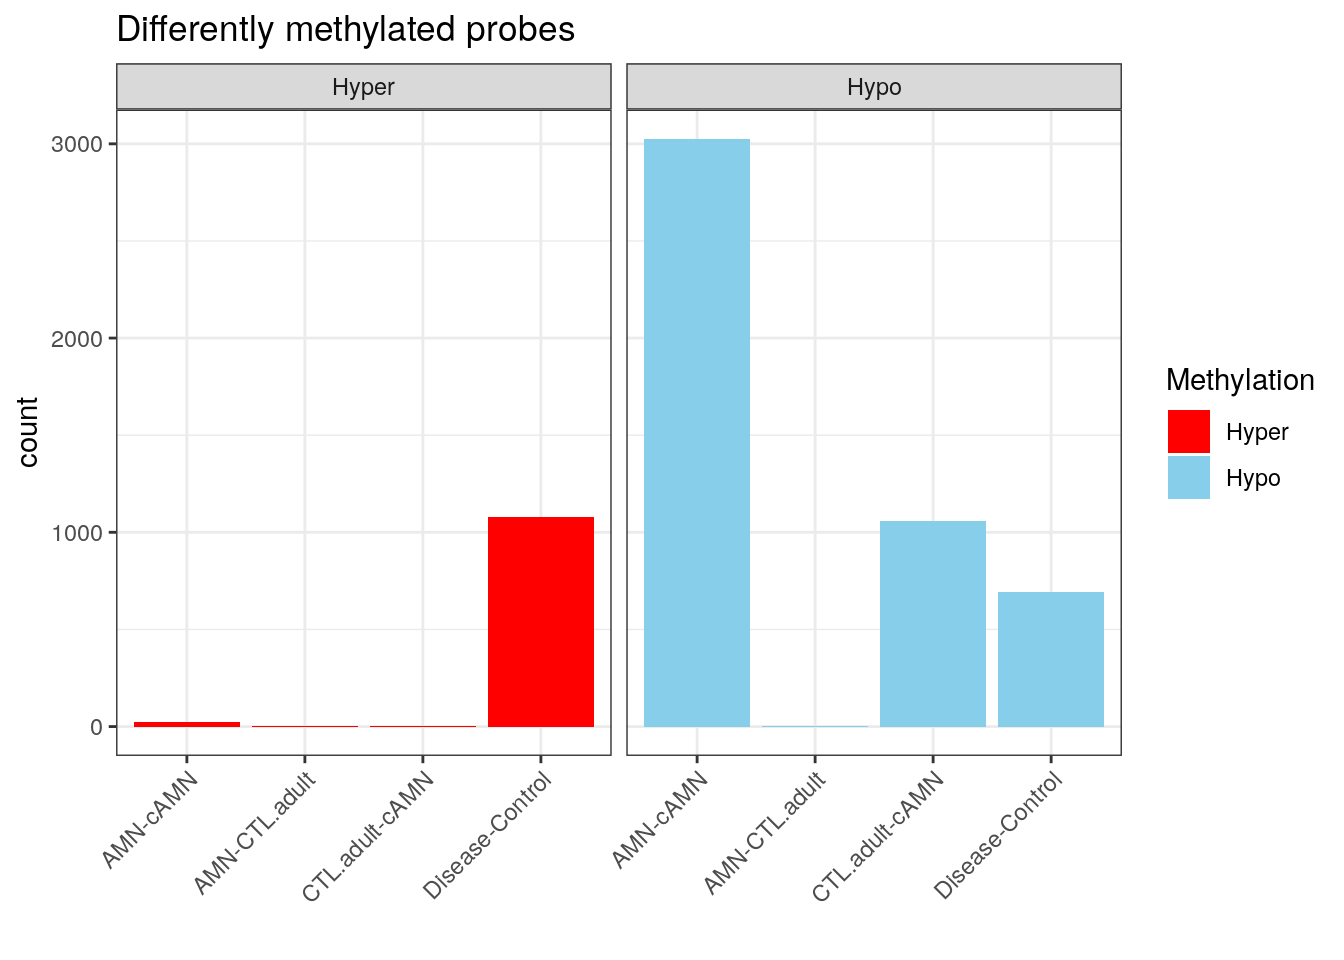 Differently methylated probes
Hyper
Hypo
3000
2000
1000
0
count
AMN-cAMN
AMN-CTL.adult
CTL.adult-cAMN
Disease-Control
AMN-cAMN
AMN-CTL.adult
CTL.adult-cAMN
Disease-Control
Methylation
Hyper
Hypo